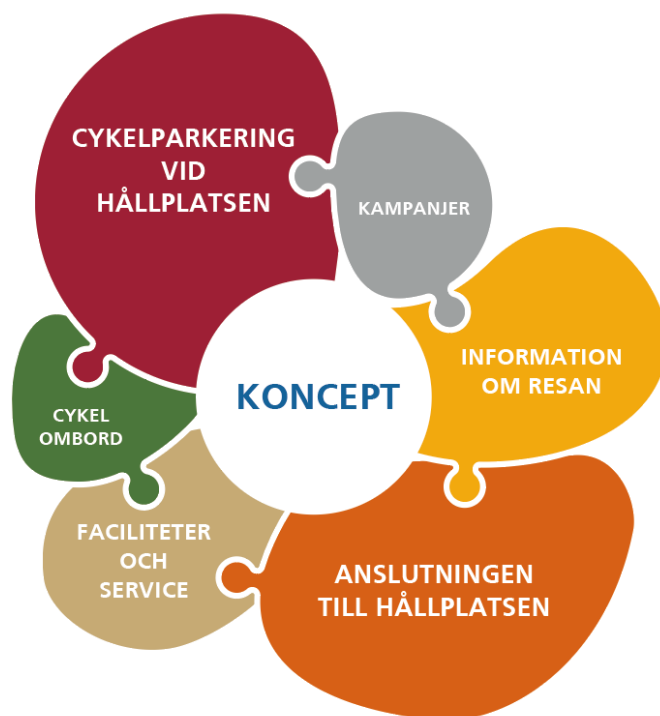 CYKELPARKERING
VID
HÅLLPLATSEN
KAMPANJER
INFORMATION
OM RESAN
KONCEPT
CYKEL
OMBORD
FACILITETER
OCH
SERVICE
ANSLUTNINGEN
TILL HÅLLPLATSEN